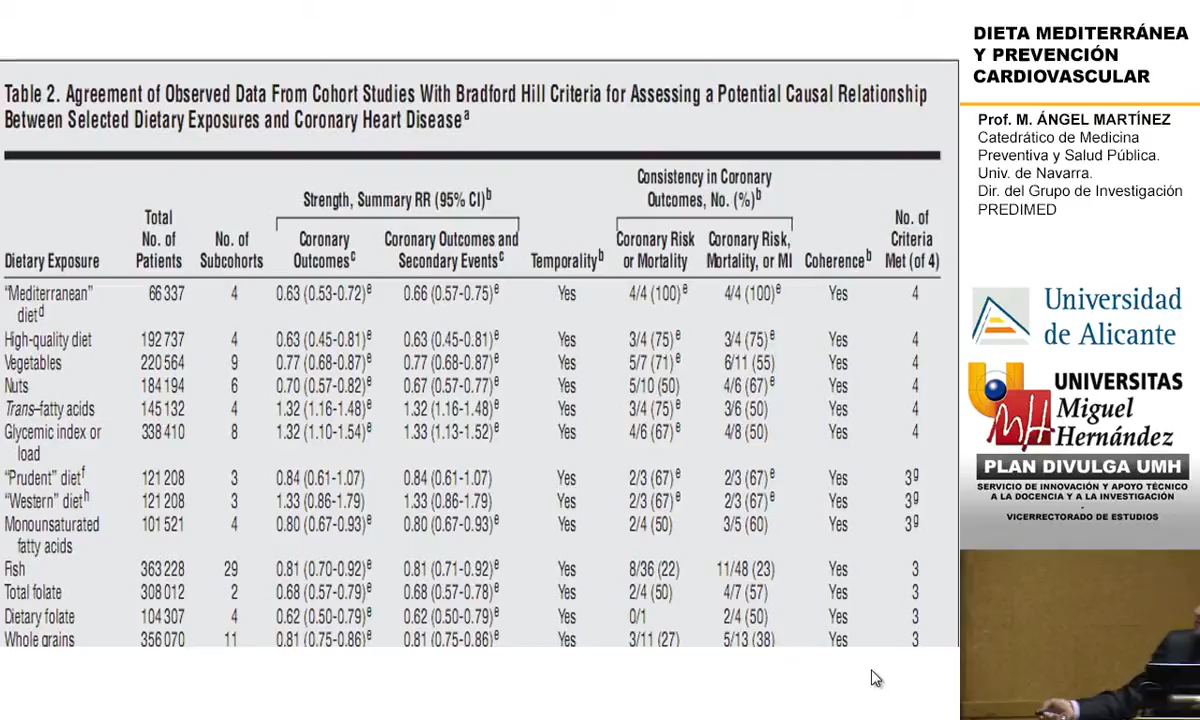 Table 2. Agreement of Observed Data From Cohort Studies With Bradford Hill Criteria for Assessing a Potential Causal Relationship
Between Selected Dietary Exposures and Coronary Heart Disease^a
Strength, Summary RR (95% CI)^b
Consistency in Coronary
Outcomes, No. (%)^b
Total No. of
Coronary Coronary Outcomes and Coronary Risk Coronary Risk, Criteria
No. of No. of
Dietary Exposure Patients Subcohorts Outcomes^c Secondary Events^c Temporality^b or Mortality Mortality, or MI Coherence^b Met (of 4)
“Mediterranean” 66 337 4 0.63 (0.53-0.72)^e 0.66 (0.57-0.75)^e Yes 4/4 (100)^e 4/4 (100)^e Yes 4
diet^d
High-quality diet 192 737 4 0.63 (0.45-0.81)^e 0.63 (0.45-0.81)^e Yes 3/4 (75)^e 3/4 (75)^e Yes 4
Vegetables 220 564 9 0.77 (0.68-0.87)^e 0.77 (0.68-0.87)^e Yes 5/7 (71)^e 6/11 (55) Yes 4
Nuts 184 194 6 0.70 (0.57-0.82)^e 0.67 (0.57-0.77)^e Yes 5/10 (50) 4/6 (67)^e Yes 4
Trans–fatty acids 145 132 4 1.32 (1.16-1.48)^e 1.32 (1.16-1.48)^e Yes 3/4 (75)^e 3/6 (50) Yes 4
Glycemic index or 338 410 8 1.32 (1.10-1.54)^e 1.33 (1.13-1.52)^e Yes 4/6 (67)^e 4/8 (50) Yes 4
load
“Prudent” diet^f 121 208 3 0.84 (0.61-1.07) 0.84 (0.61-1.07) Yes 2/3 (67)^e 2/3 (67)^e Yes 3^g
“Western” diet^h 121 208 3 1.33 (0.86-1.79) 1.33 (0.86-1.79) Yes 2/3 (67)^e 2/3 (67)^e Yes 3^g
Monounsaturated 101 521 4 0.80 (0.67-0.93)^e 0.80 (0.67-0.93)^e Yes 2/4 (50) 3/5 (60) Yes 3^g
fatty acids
Fish 363 228 29 0.81 (0.70-0.92)^e 0.81 (0.71-0.92)^e Yes 8/36 (22) 11/48 (23) Yes 3
Total folate 308 012 2 0.68 (0.57-0.79)^e 0.68 (0.57-0.78)^e Yes 2/4 (50) 4/7 (57) Yes 3
Dietary folate 104 307 4 0.62 (0.50-0.79)^e 0.62 (0.50-0.79)^e Yes 0/1 2/4 (50) Yes 3
Whole grains 356 070 11 0.81 (0.75-0.86)^e 0.81 (0.75-0.86)^e Yes 3/11 (27) 5/13 (38) Yes 3
DIETA MEDITERRÁNEA
Y PREVENCIÓN
CARDIOVASCULAR
Prof. M. ÁNGEL MARTÍNEZ
Catedrático de Medicina
Preventiva y Salud Pública.
Univ. de Navarra.
Dir. del Grupo de Investigación
PREDIMED
Universidad
de Alicante
UNIVERSITAS
Miguel
Hernández
PLAN DIVULGA UMH
SERVICIO DE INNOVACIÓN Y APOYO TÉCNICO
A LA DOCENCIA Y A LA INVESTIGACIÓN
-
VICERRECTORADO DE ESTUDIOS